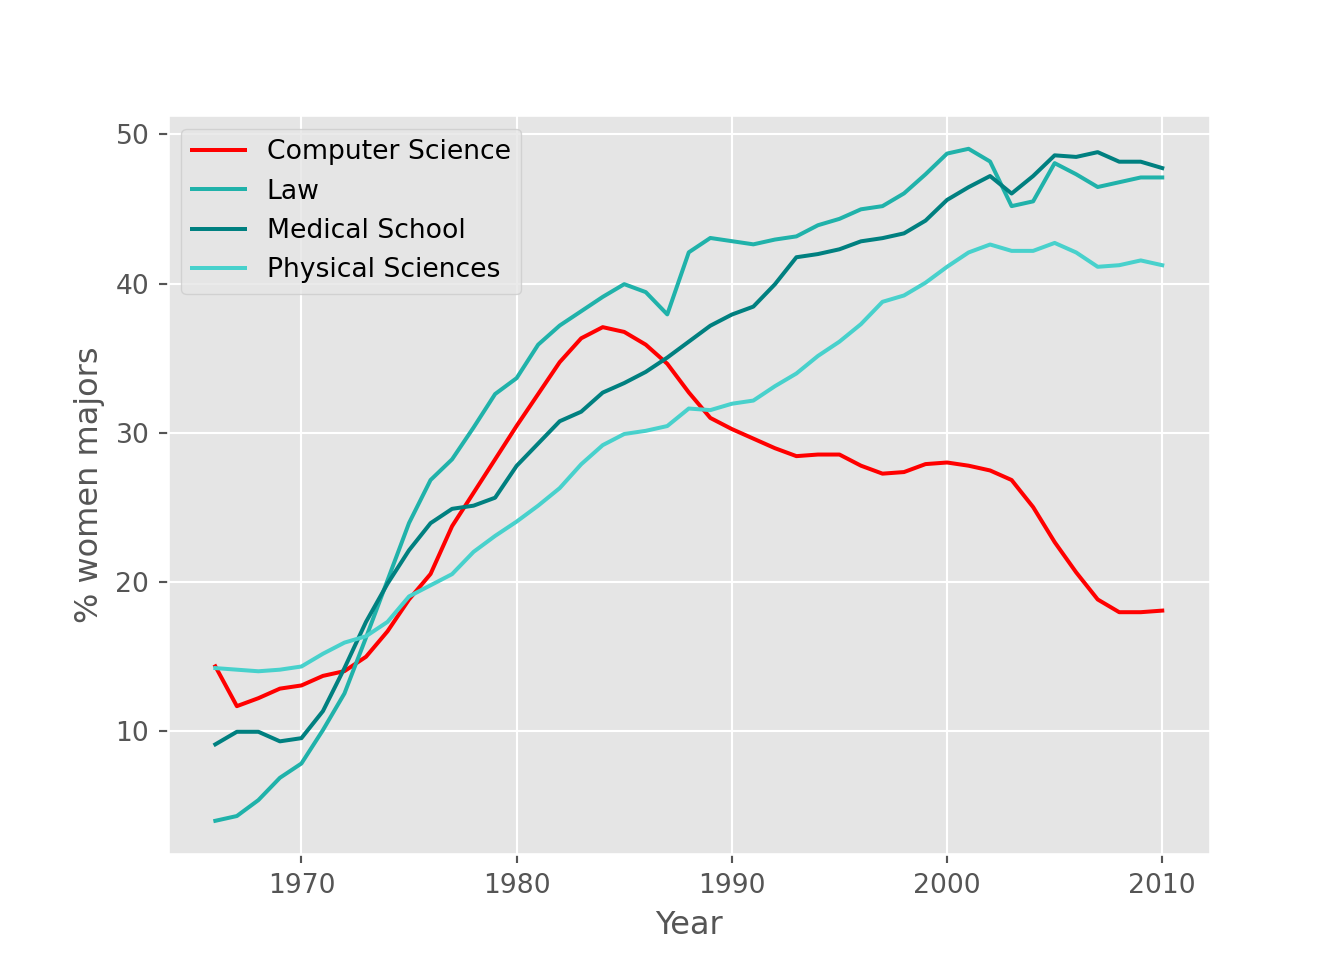 50
40
30
20
10
% women majors
Computer Science
Law
Medical School
Physical Sciences
1970 1980 1990 2000 2010
Year